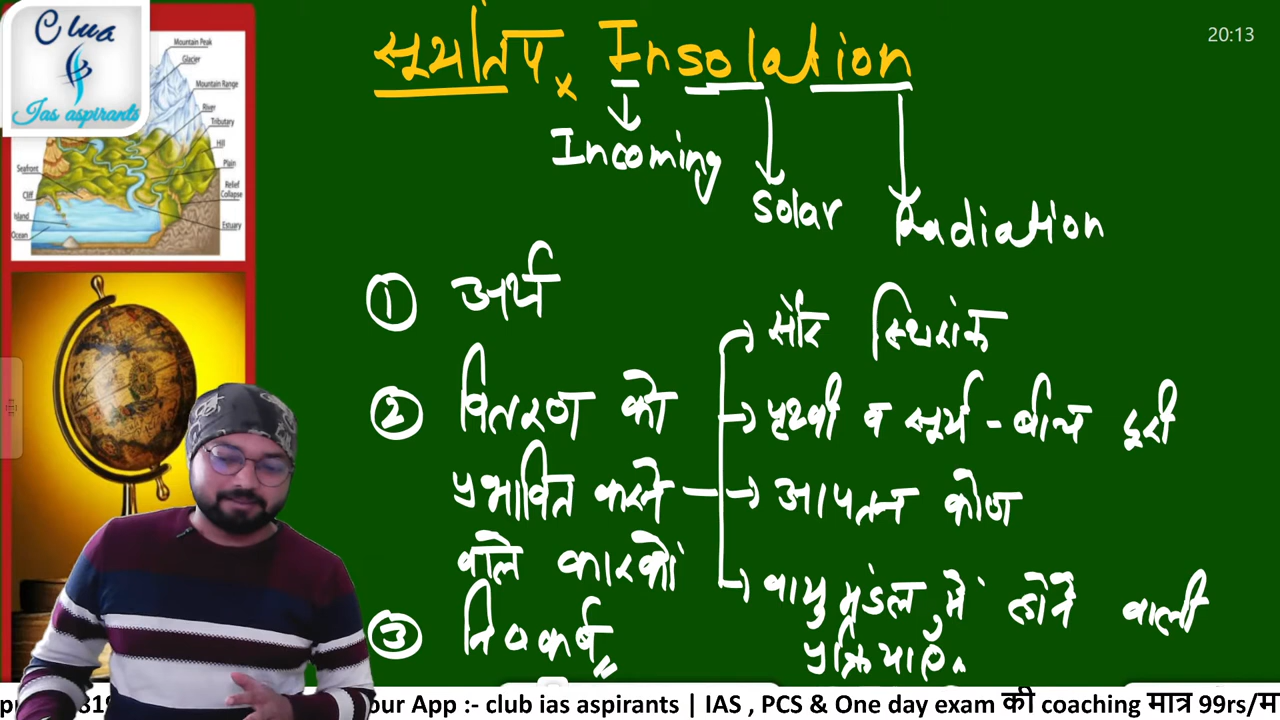 Club
Ias aspirants
Mountain Peak
Glacier
Mountain Range
River
Tributary
Hill
Plain
Relief
Collapse
Estuary
Seafont
Cliff
Island
Ocean
20:13
सूर्यातप Insolation
Incoming
Solar
Radiation
① अर्थ
② वितरण को
प्रभावित करने
वाले कारकों
③ निष्कर्ष
सौर स्थिरांक
पृथ्वी व सूर्य - बीच दूरी
आपतन कोण
वायुमंडल में होने वाली
प्रक्रियाएँ
our App :- club ias aspirants | IAS , PCS & One day exam की coaching मात्र 99rs/म